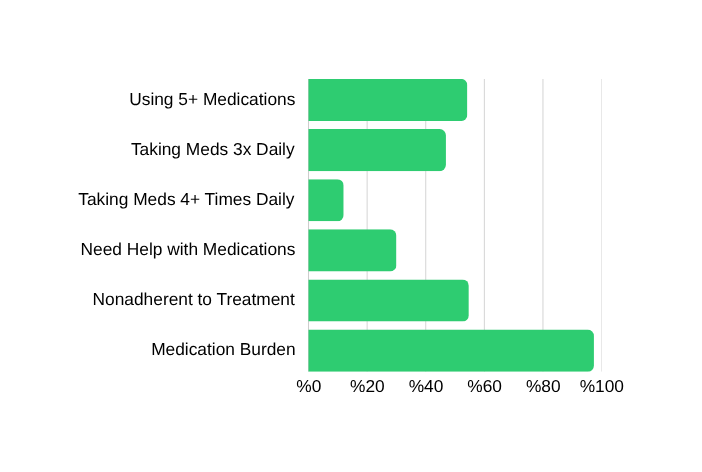 Using 5+ Medications
Taking Meds 3x Daily
Taking Meds 4+ Times Daily
Need Help with Medications
Nonadherent to Treatment
Medication Burden
%0 %20 %40 %60 %80 %100